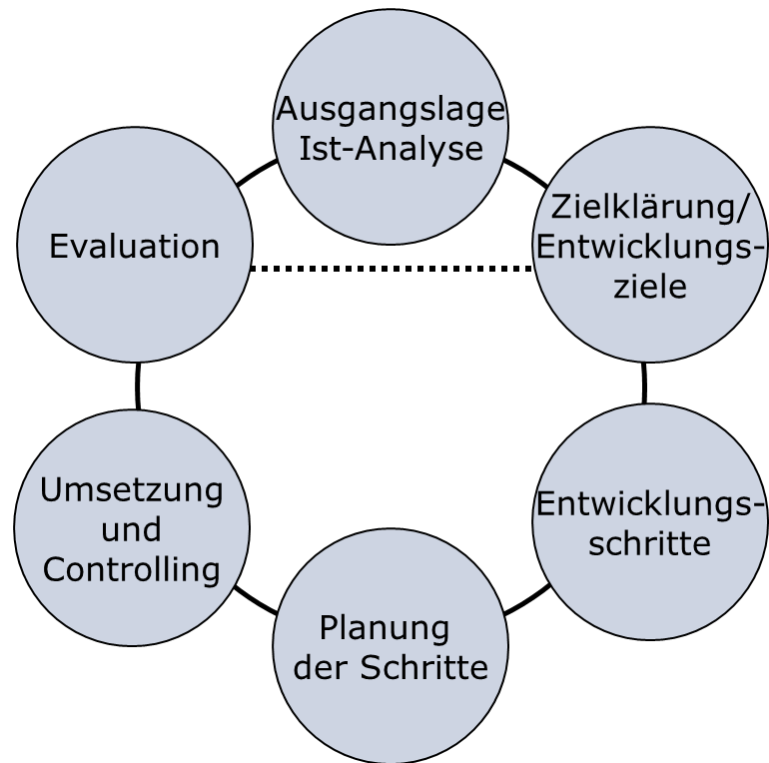 Ausgangslage
Ist-Analyse
Zielklärung/
Entwicklungs-
ziele
Entwicklungs-
schritte
Planung
der Schritte
Umsetzung
und
Controlling
Evaluation